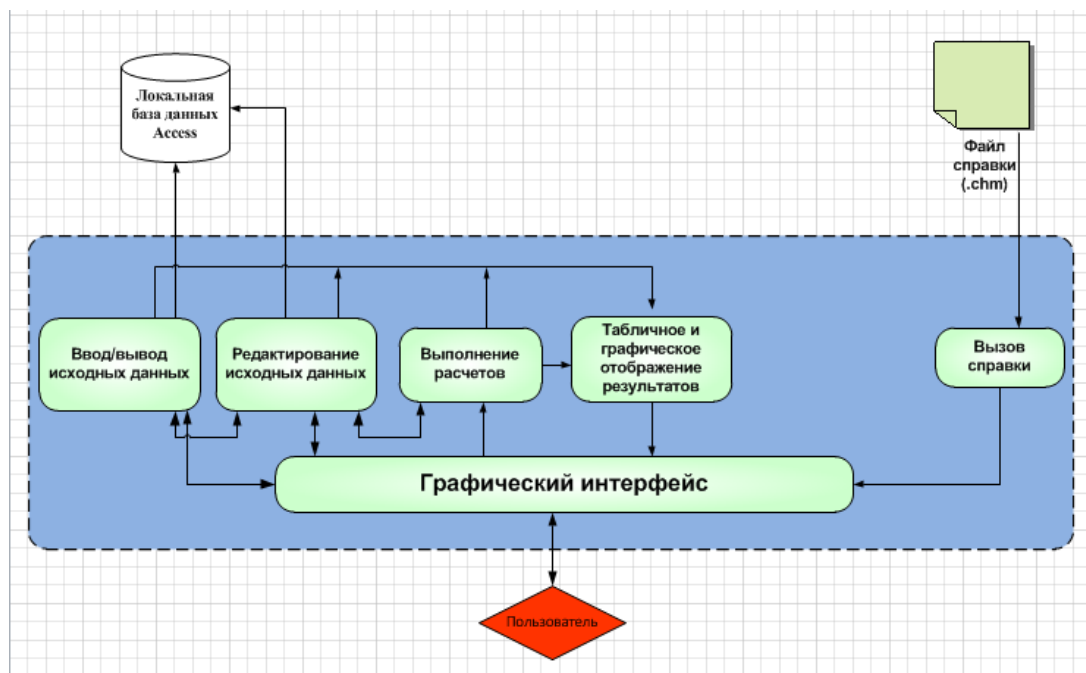 Локальная
база данных
Access
Файл
справки
(.chm)
Ввод/вывод
исходных данных
Редактирование
исходных данных
Выполнение
расчетов
Табличное и
графическое
отображение
результатов
Вызов
справки
Графический интерфейс
Пользователь